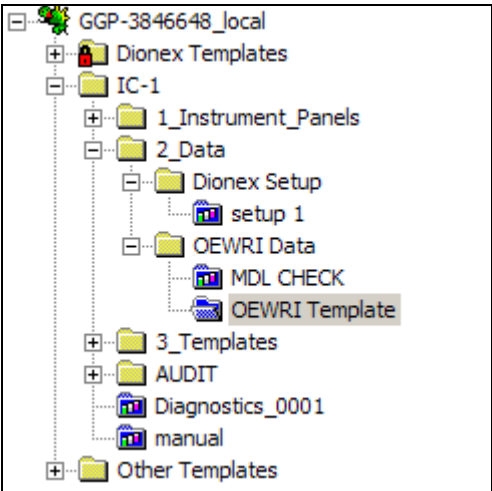 GGP-3846648_local
Dionex Templates
IC-1
1_Instrument_Panels
2_Data
Dionex Setup
setup 1
OEWRI Data
MDL CHECK
OEWRI Template
3_Templates
AUDIT
Diagnostics_0001
manual
Other Templates